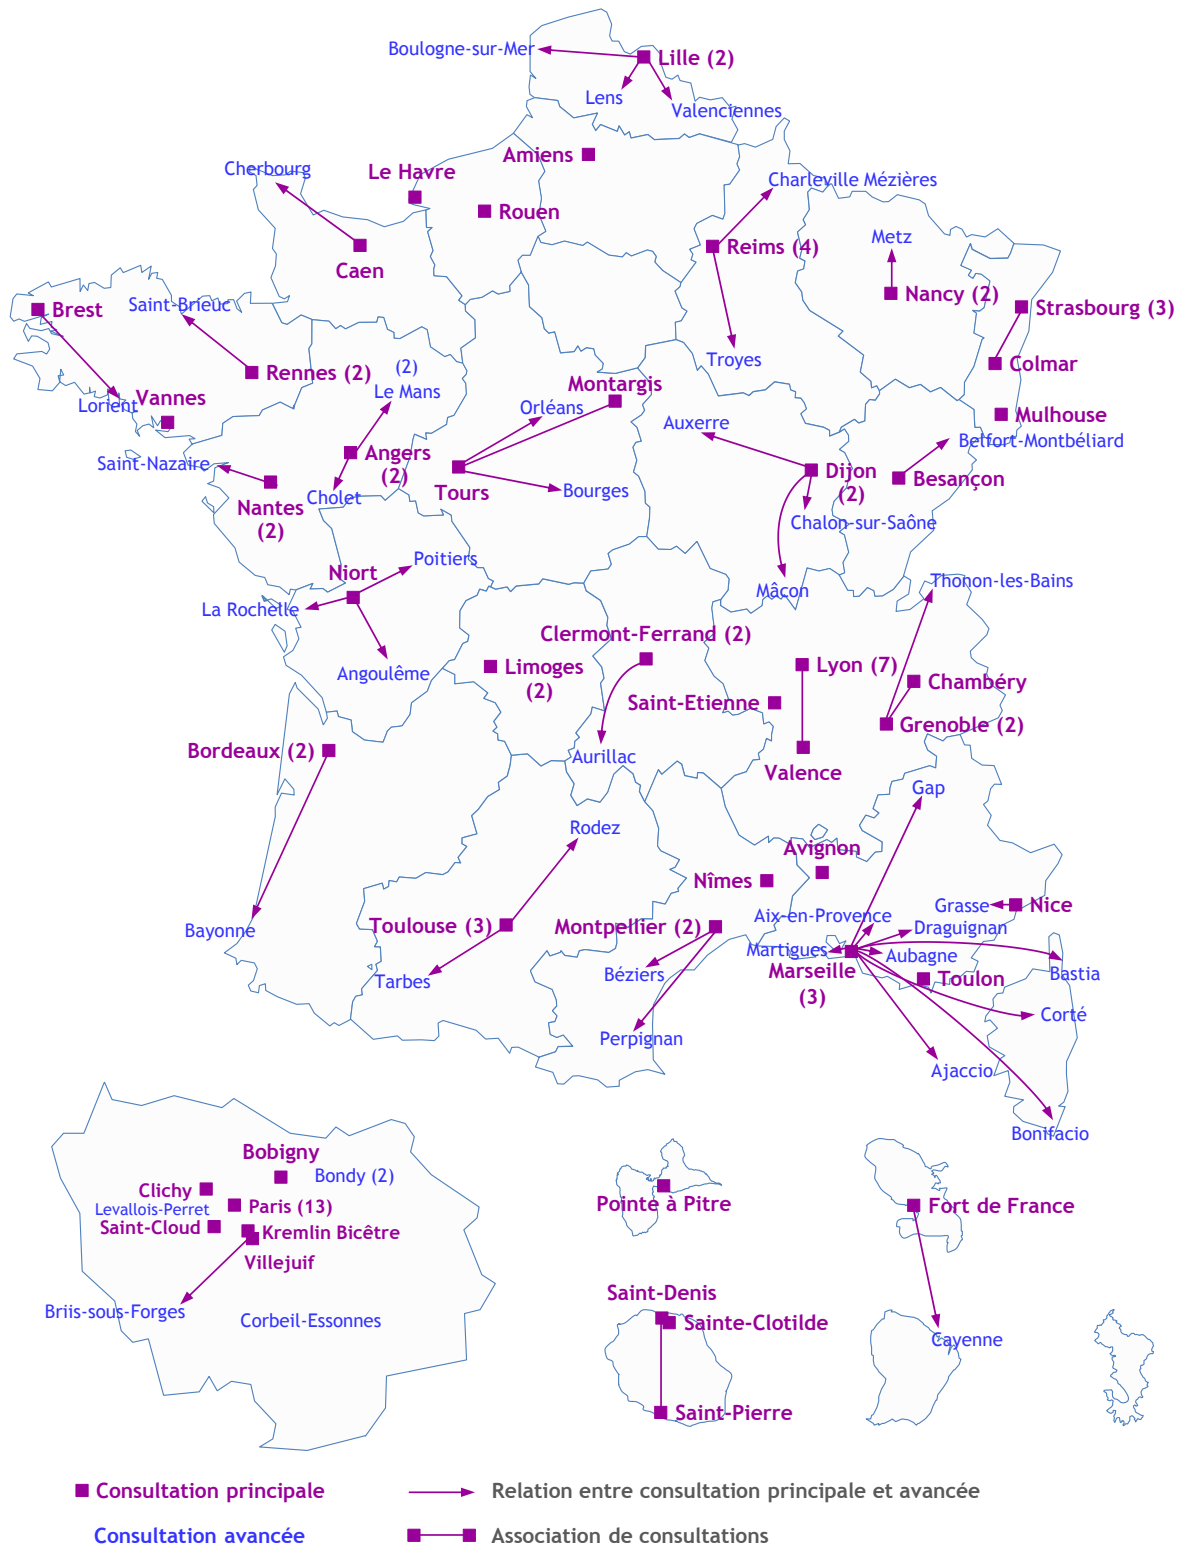 Boulogne-sur-Mer
Lille (2)
Lens
Valenciennes
Amiens
Cherbourg
Le Havre
Charleville Mézières
Rouen
Metz
Reims (4)
Caen
Nancy (2)
Saint-Brieuc
Brest
Strasbourg (3)
Troyes
Colmar
Rennes (2)
(2)
Le Mans
Montargis
Vannes
Lorient
Orléans
Mulhouse
Auxerre
Belfort-Montbéliard
Angers
(2)
Saint-Nazaire
Dijon
(2)
Besançon
Tours
Bourges
Cholet
Nantes
(2)
Chalon-sur-Saône
Poitiers
Niort
Thonon-les-Bains
Mâcon
La Rochelle
Clermont-Ferrand (2)
Limoges
(2)
Lyon (7)
Angoulême
Chambéry
Saint-Etienne
Grenoble (2)
Bordeaux (2)
Aurillac
Valence
Gap
Rodez
Avignon
Nîmes
Grasse
Nice
Aix-en-Provence
Toulouse (3)
Montpellier (2)
Draguignan
Bayonne
Martigues
Aubagne
Marseille
(3)
Béziers
Bastia
Tarbes
Toulon
Corté
Perpignan
Ajaccio
Bonifacio
Bobigny
Bondy (2)
Clichy
Levallois-Perret
Paris (13)
Saint-Cloud
Kremlin Bicêtre
Villejuif
Briis-sous-Forges
Corbeil-Essonnes
Pointe à Pitre
Fort de France
Saint-Denis
Sainte-Clotilde
Cayenne
Saint-Pierre
Consultation principale
Relation entre consultation principale et avancée
Consultation avancée
Association de consultations